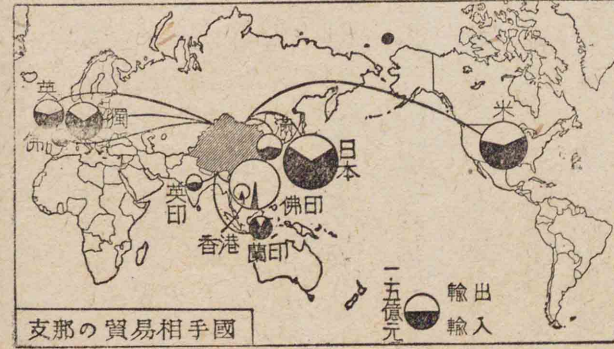 英
獨
佛
滿
日本
米
英印
香港
佛印
蘭印
一・五億元
輸出
輸入
支那の貿易相手國